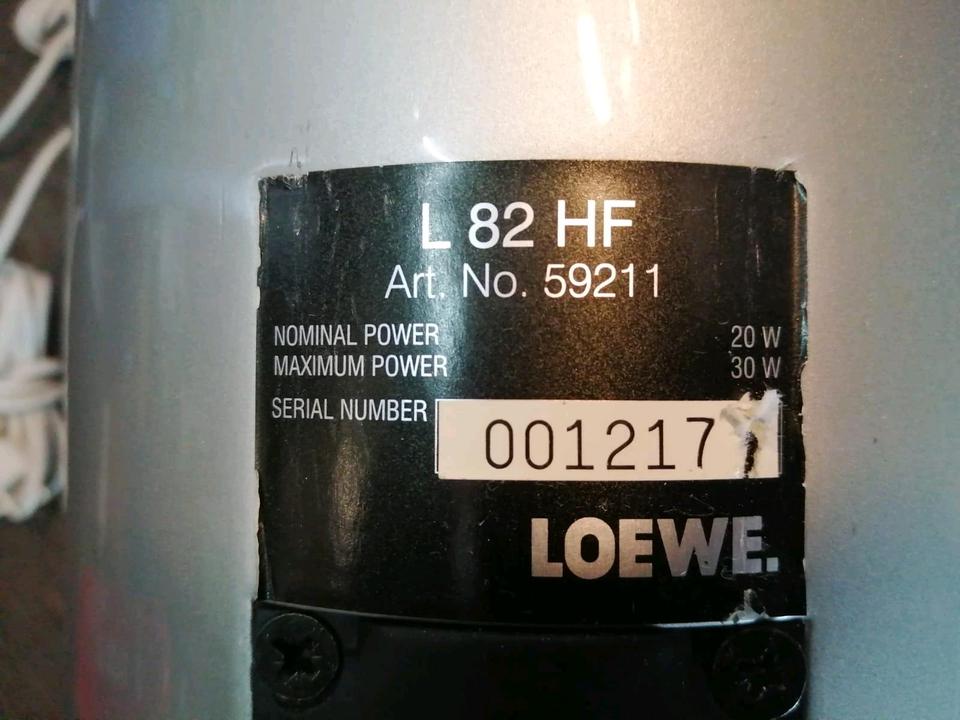 L 82 HF
Art. No. 59211
NOMINAL POWER 20 W
MAXIMUM POWER 30 W
SERIAL NUMBER 001217
LOEWE.